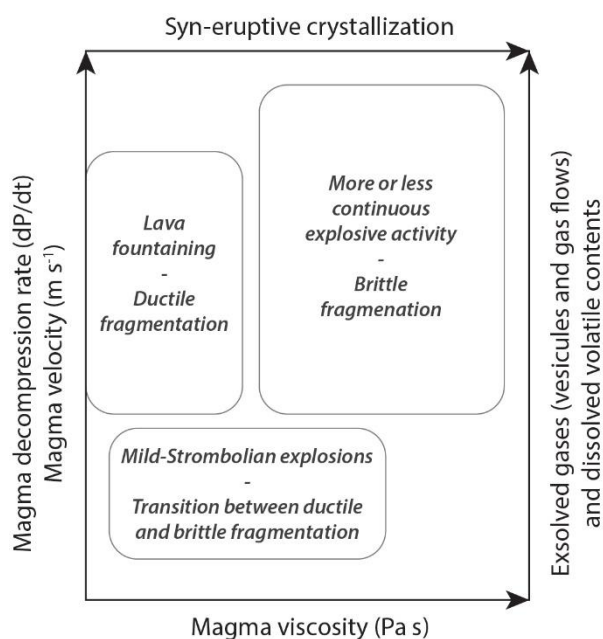 Syn-eruptive crystallization
Magma decompression rate (dP/dt)
Magma velocity (m s⁻¹)
Lava
fountaining
-
Ductile
fragmentation
More or less
continuous
explosive activity
-
Brittle
fragmenation
Mild-Strombolian explosions
-
Transition between ductile
and brittle fragmentation
Exsolved gases (vesicules and gas flows)
and dissolved volatile contents
Magma viscosity (Pa s)